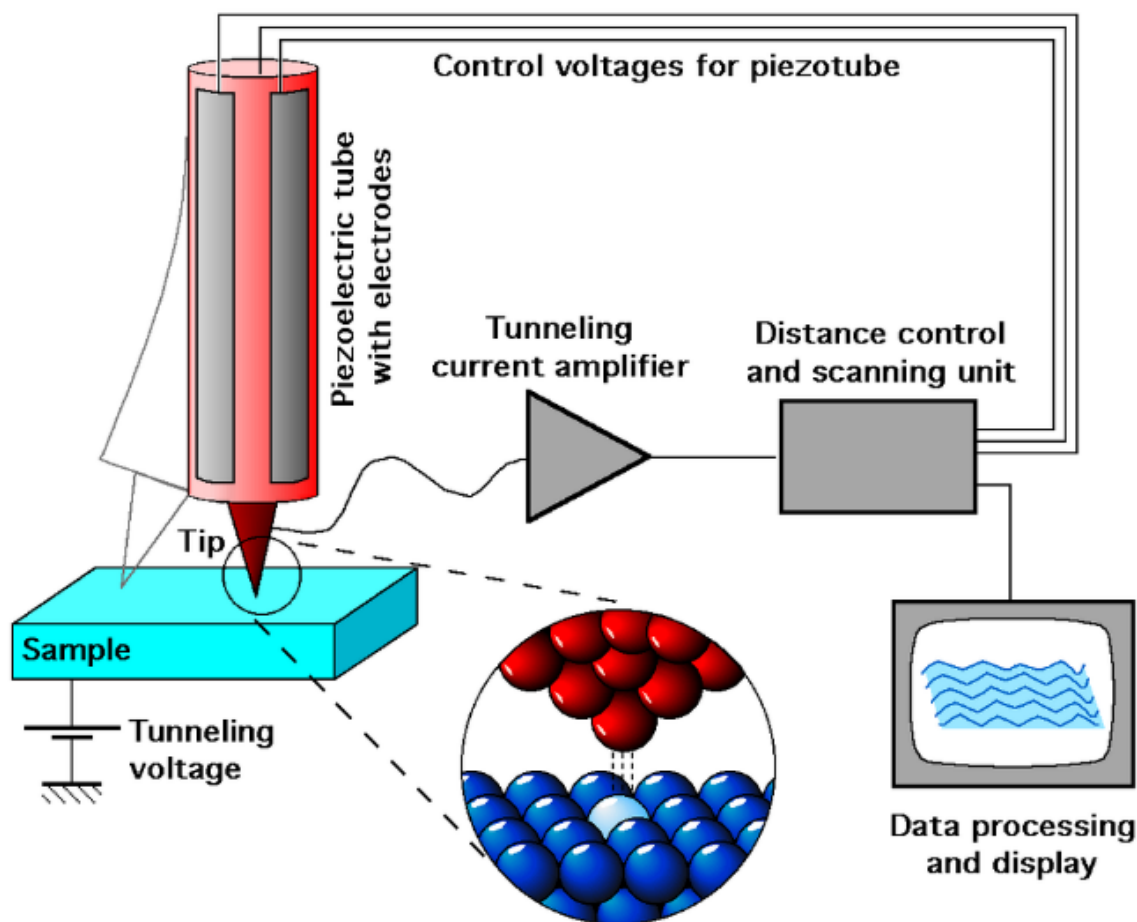 Control voltages for piezotube
Piezoelectric tube
with electrodes
Tunneling
current amplifier
Distance control
and scanning unit
Tip
Sample
Tunneling
voltage
Data processing
and display